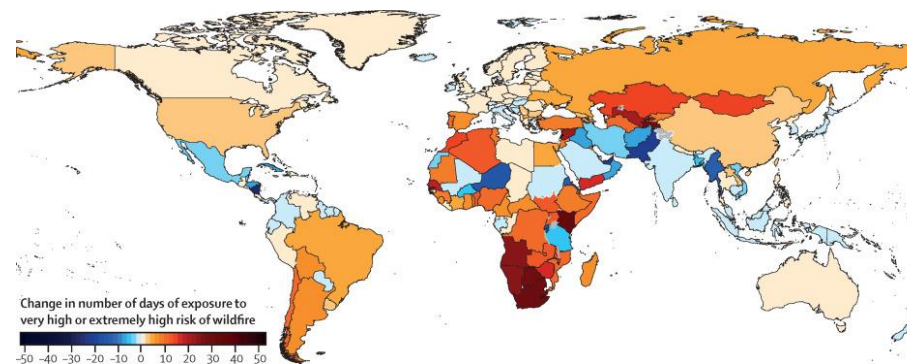 Change in number of days of exposure to
very high or extremely high risk of wildfire
–50 –40 –30 –20 –10 0 10 20 30 40 50